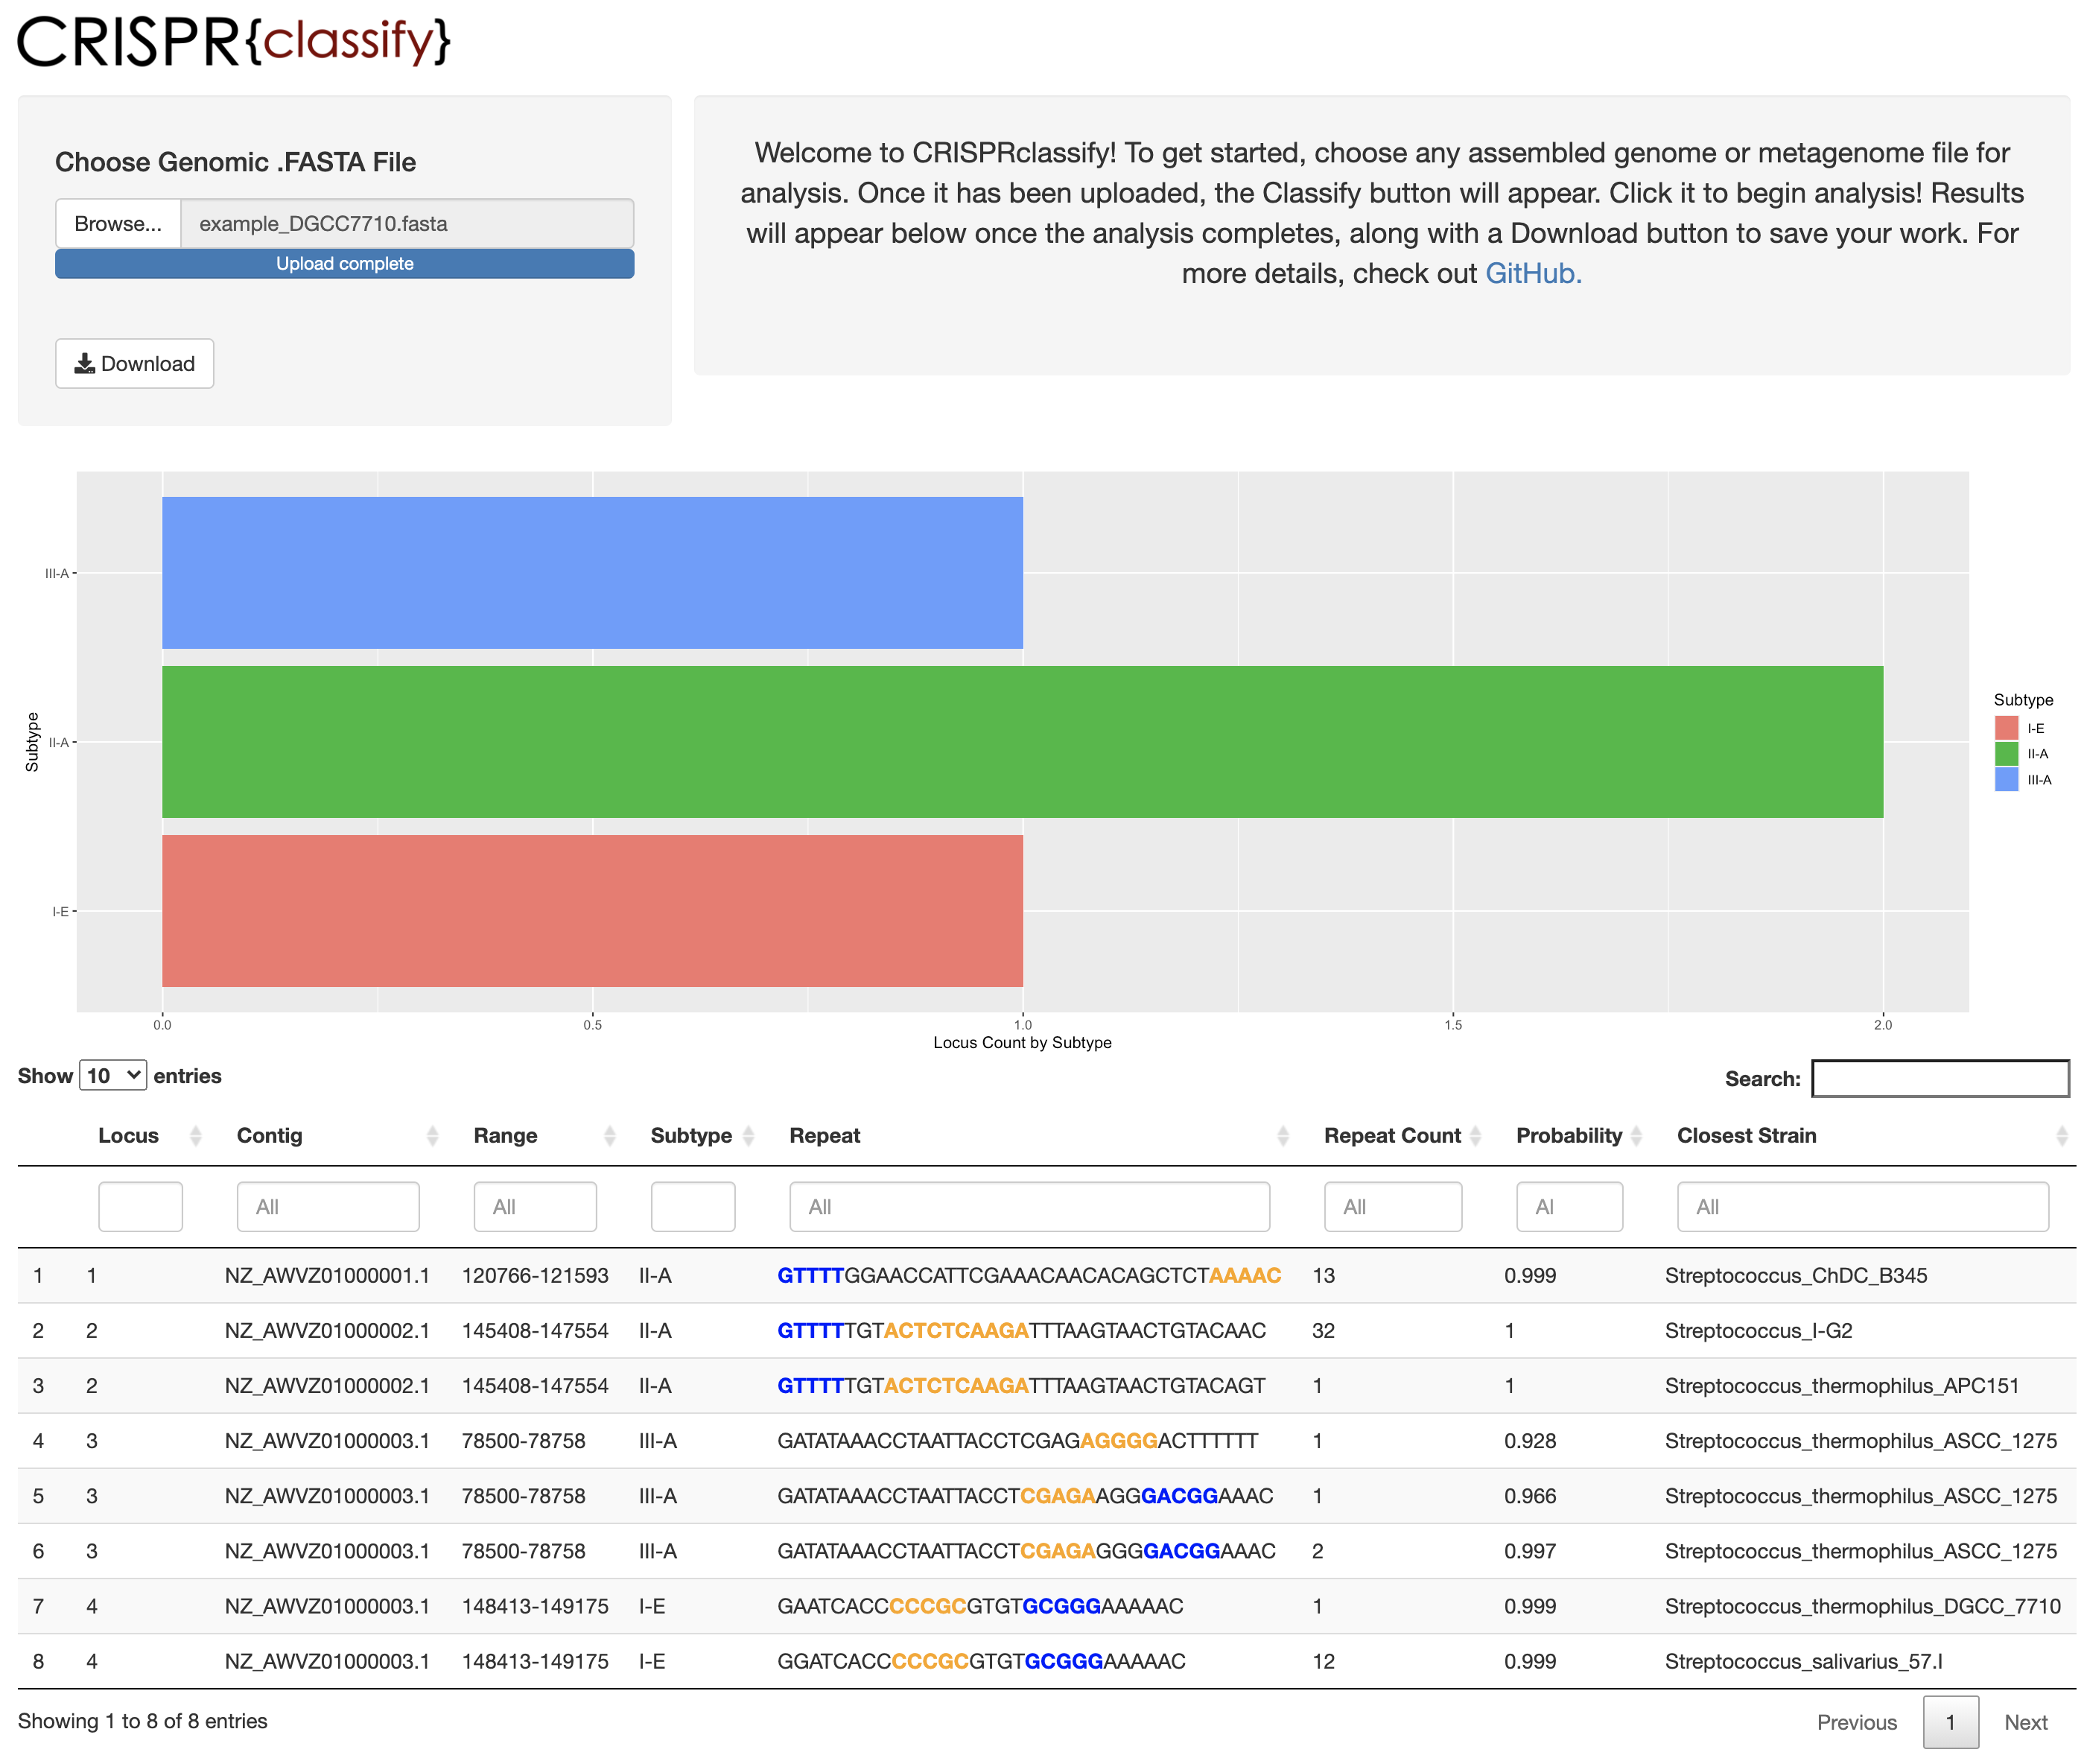 CRISPR{classify}
Choose Genomic .FASTA File
Browse... example_DGCC7710.fasta
Upload complete
Download
Welcome to CRISPRclassify! To get started, choose any assembled genome or metagenome file for
analysis. Once it has been uploaded, the Classify button will appear. Click it to begin analysis! Results
will appear below once the analysis completes, along with a Download button to save your work. For
more details, check out GitHub.
III-A
II-A
I-E
Subtype
0.0 0.5 1.0 1.5 2.0
Locus Count by Subtype
Subtype
I-E
II-A
III-A
Show 10 entries
Search:
Locus Contig Range Subtype Repeat Repeat Count Probability Closest Strain
All All All All Al All
1 1 NZ_AWVZ01000001.1 120766-121593 II-A GTTTTGGAACCATTCGAAACAACACAGCTCTAAAAC 13 0.999 Streptococcus_ChDC_B345
2 2 NZ_AWVZ01000002.1 145408-147554 II-A GTTTTTGTACTCTCAAGATTTAAGTAACTGTACAAC 32 1 Streptococcus_I-G2
3 2 NZ_AWVZ01000002.1 145408-147554 II-A GTTTTTGTACTCTCAAGATTTAAGTAACTGTACAGT 1 1 Streptococcus_thermophilus_APC151
4 3 NZ_AWVZ01000003.1 78500-78758 III-A GATATAAACCTAATTACCTCGAGAGGGGACTTTTTT 1 0.928 Streptococcus_thermophilus_ASCC_1275
5 3 NZ_AWVZ01000003.1 78500-78758 III-A GATATAAACCTAATTACCTCGAGAAGGGACGGAAAC 1 0.966 Streptococcus_thermophilus_ASCC_1275
6 3 NZ_AWVZ01000003.1 78500-78758 III-A GATATAAACCTAATTACCTCGAGAGGGGACGGAAAC 2 0.997 Streptococcus_thermophilus_ASCC_1275
7 4 NZ_AWVZ01000003.1 148413-149175 I-E GAATCACCCCCGCGTGTGCGGGAAAAAC 1 0.999 Streptococcus_thermophilus_DGCC_7710
8 4 NZ_AWVZ01000003.1 148413-149175 I-E GGATCACCCCCGCGTGTGCGGGAAAAAC 12 0.999 Streptococcus_salivarius_57.I
Showing 1 to 8 of 8 entries
Previous 1 Next